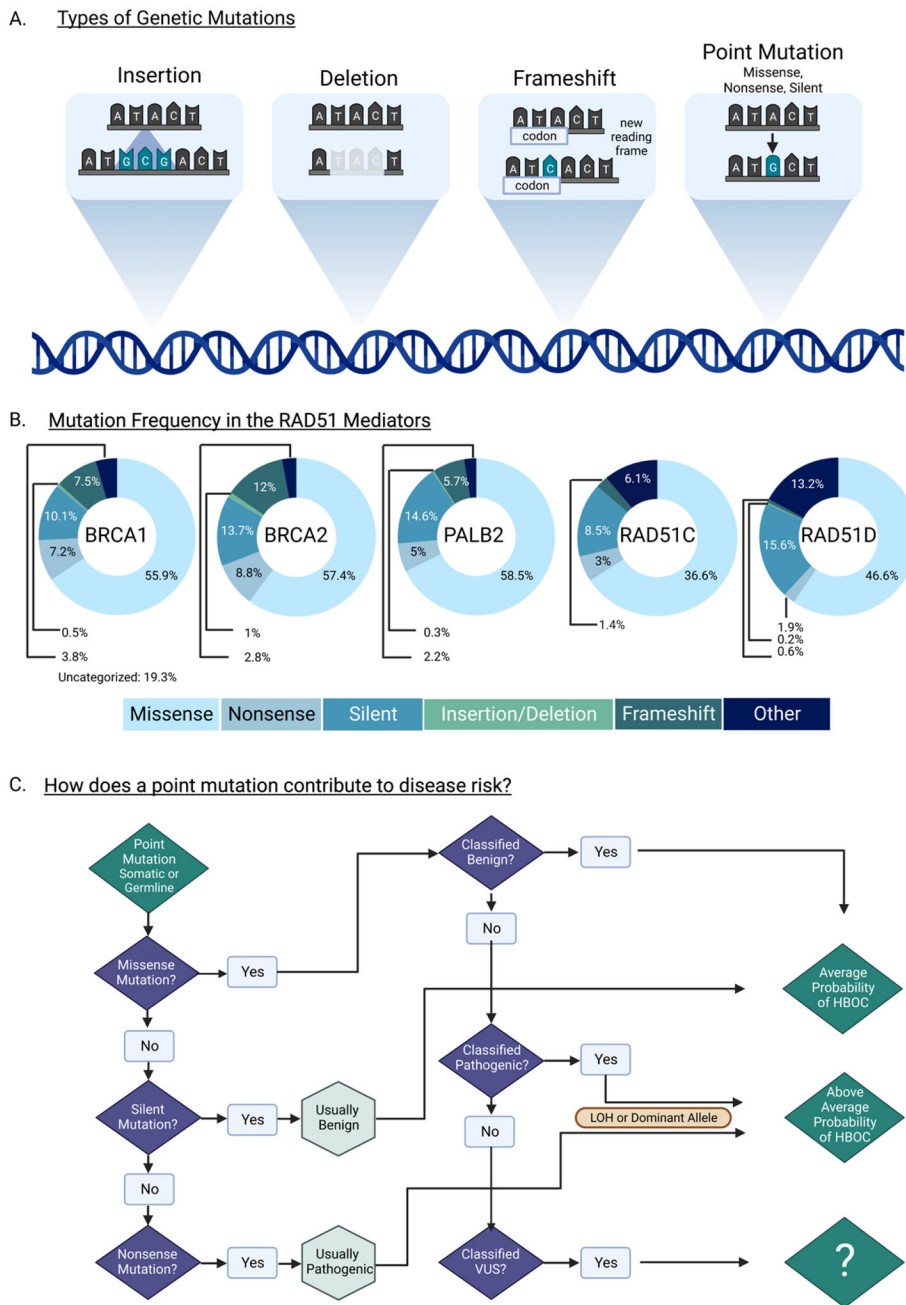 A. Types of Genetic Mutations
Insertion
Deletion
Frameshift
Point Mutation
Missense,
Nonsense, Silent
A T A C T
A T G C G A C T
A T A C T
A T A C T
A T A C T
codon
new
reading
frame
A T C A C T
codon
A T A C T
A T G C T
B. Mutation Frequency in the RAD51 Mediators
BRCA1
7.5%
10.1%
7.2%
55.9%
0.5%
3.8%
Uncategorized: 19.3%
BRCA2
12%
13.7%
8.8%
57.4%
1%
2.8%
PALB2
5.7%
14.6%
5%
58.5%
0.3%
2.2%
RAD51C
6.1%
8.5%
3%
36.6%
1.4%
RAD51D
13.2%
15.6%
46.6%
1.9%
0.2%
0.6%
Missense Nonsense Silent Insertion/Deletion Frameshift Other
C. How does a point mutation contribute to disease risk?
Point
Mutation
Somatic or
Germline
Classified
Benign?
Yes
No
Missense
Mutation?
Yes
Average
Probability
of HBOC
No
Classified
Pathogenic?
Yes
Silent
Mutation?
Yes
Usually
Benign
LOH or Dominant Allele
Above
Average
Probability
of HBOC
No
No
Nonsense
Mutation?
Yes
Usually
Pathogenic
Classified
VUS?
Yes
?